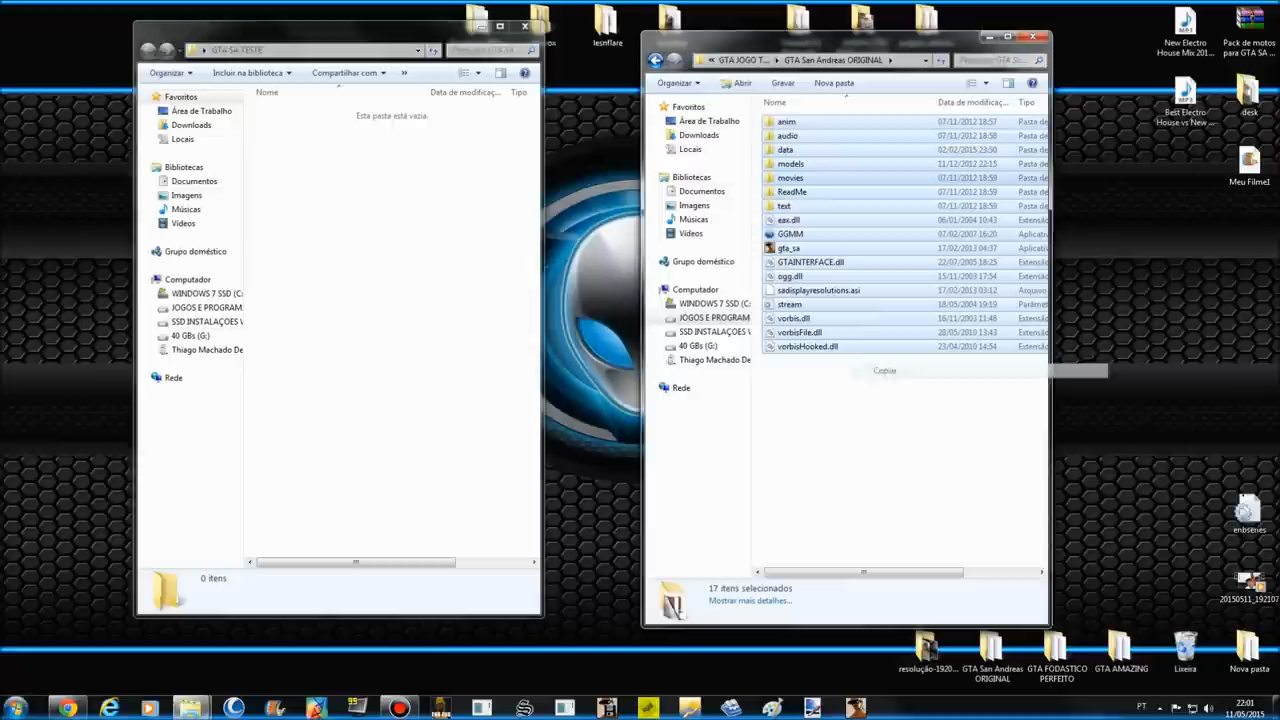 lesnflare
New Electro
House Mix 201...
Pack de motos
para GTA SA ...
Best Electro
House vs New ...
desk
Meu Filme1
enbseries
20150511_192107
GTA SA TESTE
Organizar
Incluir na biblioteca
Compartilhar com
»
Favoritos
Área de Trabalho
Downloads
Locais
Bibliotecas
Documentos
Imagens
Músicas
Vídeos
Grupo doméstico
Computador
WINDOWS 7 SSD (C:
JOGOS E PROGRAM
SSD INSTALAÇOES V
40 GBs (G:)
Thiago Machado De
Rede
Nome
Data de modificaç...
Tipo
Esta pasta está vazia.
0 itens
« GTA JOGO T... GTA San Andreas ORIGINAL
Organizar
Abrir
Gravar
Nova pasta
Favoritos
Área de Trabalho
Downloads
Locais
Bibliotecas
Documentos
Imagens
Músicas
Vídeos
Grupo doméstico
Computador
WINDOWS 7 SSD (C:
JOGOS E PROGRAM
SSD INSTALAÇOES V
40 GBs (G:)
Thiago Machado De
Rede
Nome Data de modificaç... Tipo
anim 07/11/2012 18:57 Pasta de
audio 07/11/2012 18:58 Pasta de
data 02/02/2015 23:50 Pasta de
models 11/12/2012 22:15 Pasta de
movies 07/11/2012 18:59 Pasta de
ReadMe 07/11/2012 18:59 Pasta de
text 07/11/2012 18:59 Pasta de
eax.dll 06/01/2004 10:43 Extensão
GGMM 07/02/2007 16:20 Aplicativ
gta_sa 17/02/2013 04:37 Aplicativ
GTAINTERFACE.dll 22/07/2005 18:25 Extensão
ogg.dll 15/11/2003 17:54 Extensão
sadisplayresolutions.asi 17/02/2013 03:12 Arquivo
stream 18/05/2004 19:19 Parâmet
vorbis.dll 16/11/2003 11:48 Extensão
vorbisFile.dll 28/05/2010 13:43 Extensão
vorbisHooked.dll 23/04/2010 14:54 Extensão
Copiar
17 itens selecionados
Mostrar mais detalhes...
resolução-1920...
GTA San Andreas
ORIGINAL
GTA FODASTICO
PERFEITO
GTA AMAZING
Lixeira
Nova pasta
PT
22:01
11/05/2015